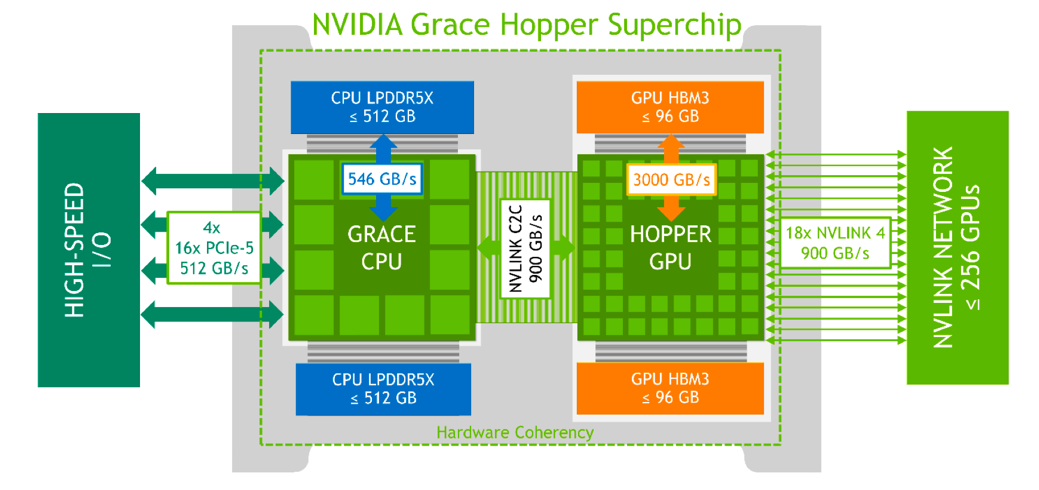 NVIDIA Grace Hopper Superchip
HIGH-SPEED
I/O
4x
16x PCIe-5
512 GB/s
CPU LPDDR5X
≤ 512 GB
546 GB/s
GRACE
CPU
CPU LPDDR5X
≤ 512 GB
NVLINK C2C
900 GB/s
GPU HBM3
≤ 96 GB
3000 GB/s
HOPPER
GPU
GPU HBM3
≤ 96 GB
18x NVLINK 4
900 GB/s
NVLINK NETWORK
≤ 256 GPUs
Hardware Coherency